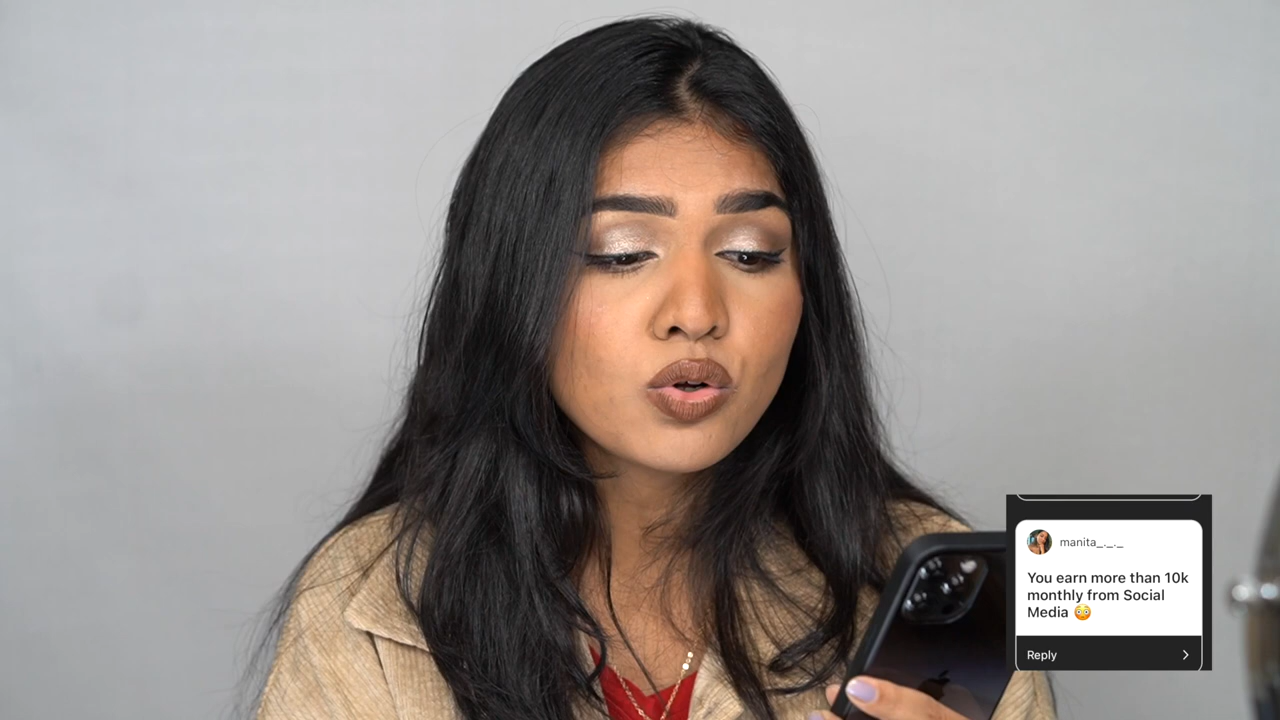 manita_._._
You earn more than 10k
monthly from Social
Media 😳
Reply